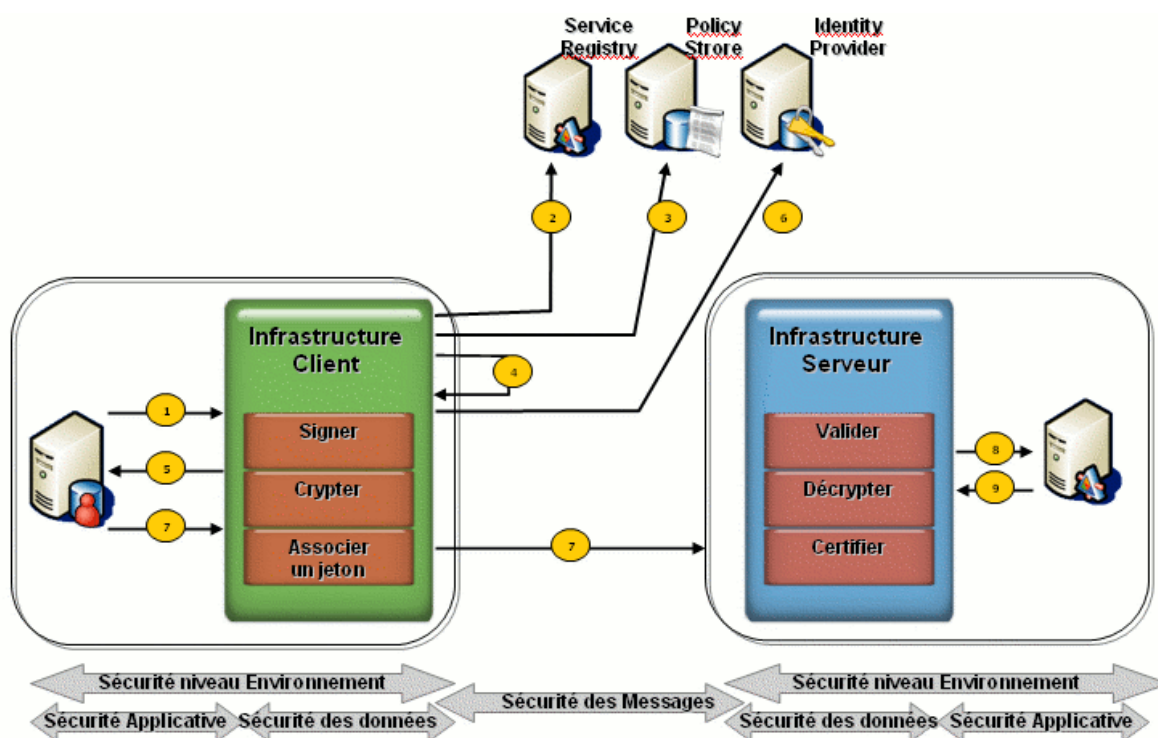 Service
Registry
Policy
Strore
Identity
Provider
2
3
6
Infrastructure
Client
4
1
Signer
5
Crypter
7
Associer
un jeton
7
Infrastructure
Serveur
Valider
8
Décrypter
9
Certifier
Sécurité niveau Environnement
Sécurité niveau Environnement
Sécurité des Messages
Sécurité Applicative
Sécurité des données
Sécurité des données
Sécurité Applicative